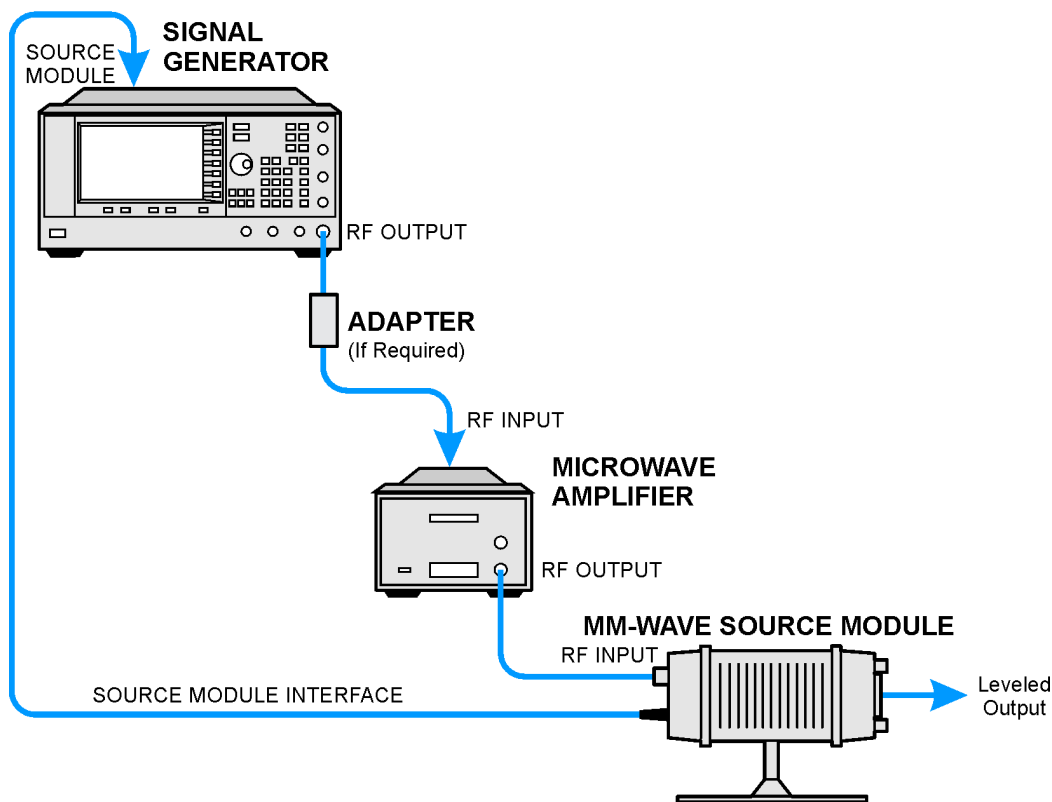 SIGNAL
GENERATOR
SOURCE
MODULE
RF OUTPUT
ADAPTER
(If Required)
RF INPUT
MICROWAVE
AMPLIFIER
RF OUTPUT
MM-WAVE SOURCE MODULE
RF INPUT
SOURCE MODULE INTERFACE
Leveled
Output